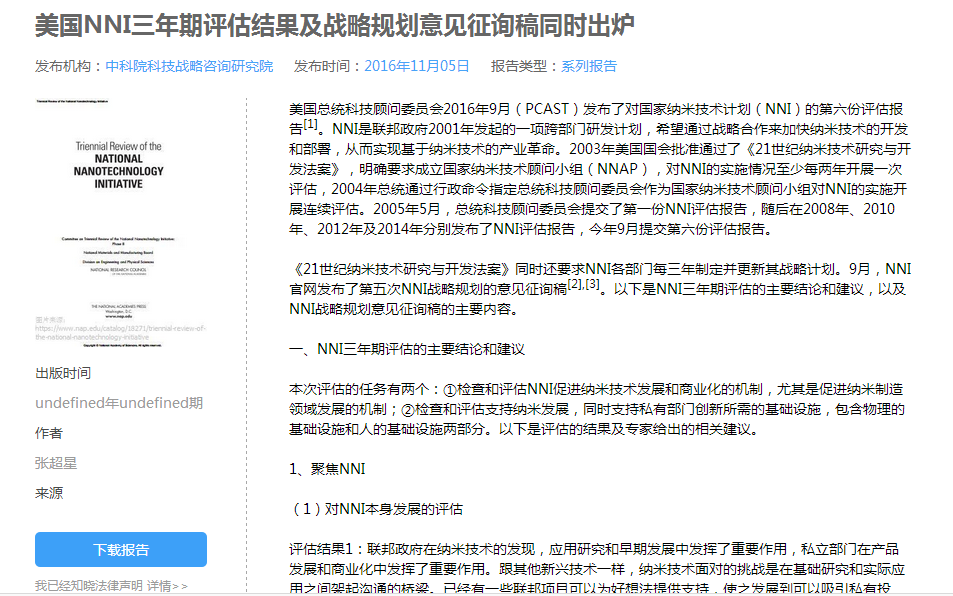 美国NNI三年期评估结果及战略规划意见征询稿同时出炉
发布机构：中科院科技战略咨询研究院 发布时间：2016年11月05日 报告类型：系列报告
Triennial Review of the National Nanotechnology Initiative
Triennial Review of the
NATIONAL
NANOTECHNOLOGY
INITIATIVE
Committee on Triennial Review of the National Nanotechnology Initiative:
Phase II
National Materials and Manufacturing Board
Division on Engineering and Physical Sciences
NATIONAL RESEARCH COUNCIL
THE NATIONAL ACADEMIES PRESS
Washington, D.C.
www.nap.edu
图片来源：
https://www.nap.edu/catalog/18271/triennial-review-of-
the-national-nanotechnology-initiative
Copyright © National Academy of Sciences. All rights reserved.
出版时间
undefined年undefined期
作者
张超星
来源
下载报告
我已经知晓法律声明 详情> >
美国总统科技顾问委员会2016年9月（PCAST）发布了对国家纳米技术计划（NNI）的第六份评估报
告[1]。NNI是联邦政府2001年发起的一项跨部门研发计划，希望通过战略合作来加快纳米技术的开发
和部署，从而实现基于纳米技术的产业革命。2003年美国国会批准通过了《21世纪纳米技术研究与开
发法案》，明确要求成立国家纳米技术顾问小组（NNAP），对NNI的实施情况至少每两年开展一次
评估，2004年总统通过行政命令指定总统科技顾问委员会作为国家纳米技术顾问小组对NNI的实施开
展连续评估。2005年5月，总统科技顾问委员会提交了第一份NNI评估报告，随后在2008年、2010
年、2012年及2014年分别发布了NNI评估报告，今年9月提交第六份评估报告。
《21世纪纳米技术研究与开发法案》同时还要求NNI各部门每三年制定并更新其战略计划。9月，NNI
官网发布了第五次NNI战略规划的意见征询稿[2],[3]。以下是NNI三年期评估的主要结论和建议，以及
NNI战略规划意见征询稿的主要内容。
一、NNI三年期评估的主要结论和建议
本次评估的任务有两个：①检查和评估NNI促进纳米技术发展和商业化的机制，尤其是促进纳米制造
领域发展的机制；②检查和评估支持纳米发展，同时支持私有部门创新所需的基础设施，包含物理的
基础设施和人的基础设施两部分。以下是评估的结果及专家给出的相关建议。
1、聚焦NNI
（1）对NNI本身发展的评估
评估结果1：联邦政府在纳米技术的发现，应用研究和早期发展中发挥了重要作用，私立部门在产品
发展和商业化中发挥了重要作用。跟其他新兴技术一样，纳米技术面对的挑战是在基础研究和实际应
用之间架起沟通的桥梁。已经有一些联邦项目可以为好想法提供支持，使之发展到可以吸引私有投